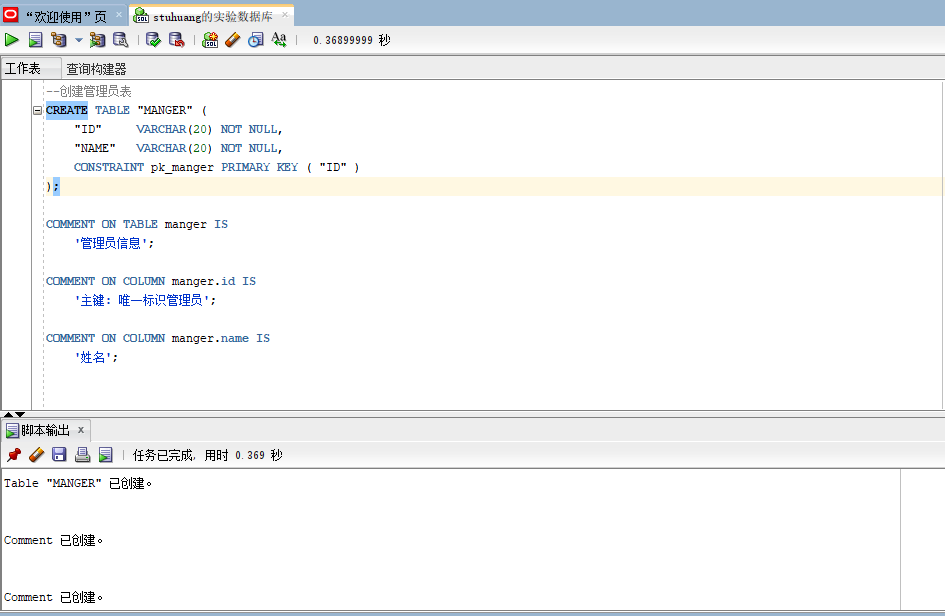 “欢迎使用”页
stuhuang的实验数据库
SQL
SQL
Aa
0.36899999 秒
工作表
查询构建器
--创建管理员表
CREATE TABLE "MANGER" (
"ID" VARCHAR(20) NOT NULL,
"NAME" VARCHAR(20) NOT NULL,
CONSTRAINT pk_manger PRIMARY KEY ( "ID" )
);
COMMENT ON TABLE manger IS
'管理员信息';
COMMENT ON COLUMN manger.id IS
'主键: 唯一标识管理员';
COMMENT ON COLUMN manger.name IS
'姓名';
脚本输出 x
任务已完成, 用时 0.369 秒
Table "MANGER" 已创建。
Comment 已创建。
Comment 已创建。